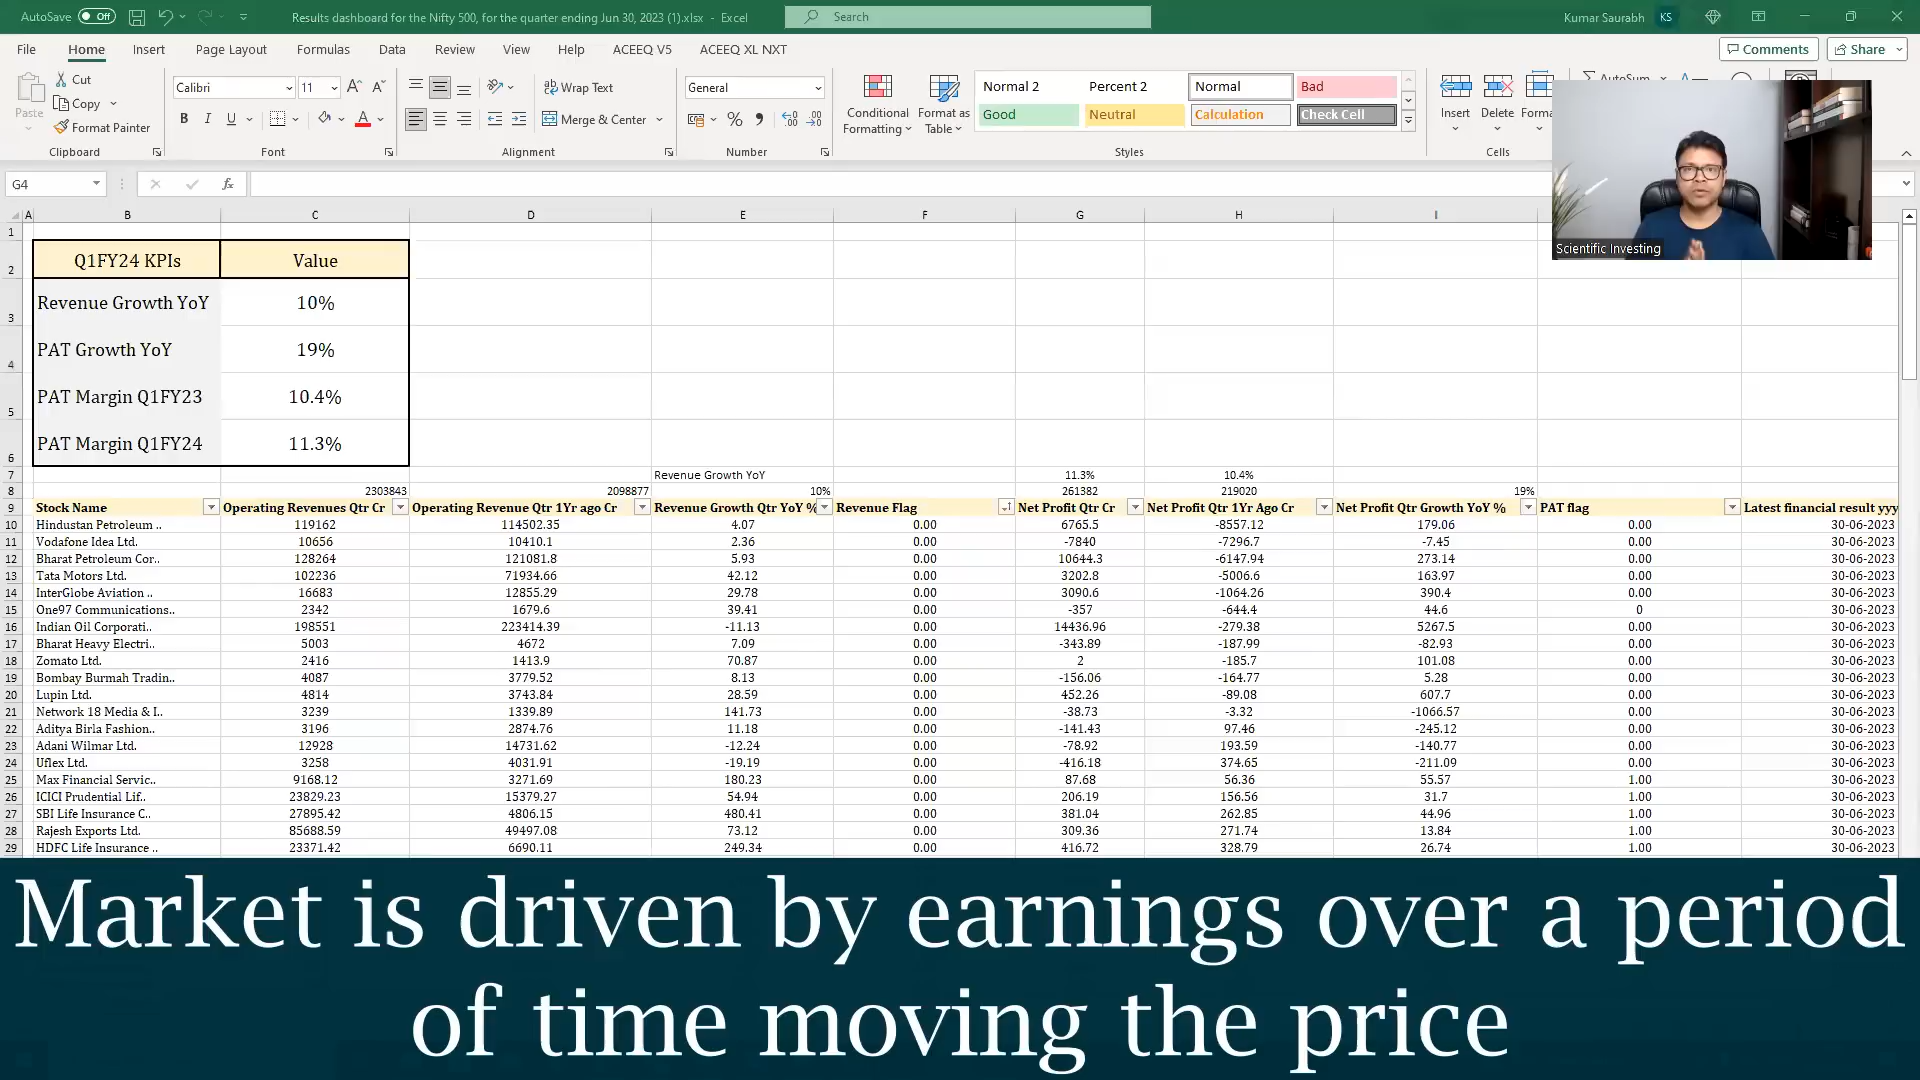 AutoSave Off Results dashboard for the Nifty 500, for the quarter ending Jun 30, 2023 (1).xlsx - Excel Search Kumar Saurabh KS
File Home Insert Page Layout Formulas Data Review View Help ACEEQ V5 ACEEQ XL NXT Comments Share
Paste Cut Calibri 11 Wrap Text General Conditional Formatting Format as Table Normal 2 Percent 2 Normal Bad Insert Delete
Copy
Format Painter Merge & Center Good Neutral Calculation Check Cell
Clipboard Font Alignment Number Styles Cells
G4 fx
Scientific Investing
A B C D E F G H I
1
2 Q1FY24 KPIs Value
3 Revenue Growth YoY 10%
4 PAT Growth YoY 19%
5 PAT Margin Q1FY23 10.4%
6 PAT Margin Q1FY24 11.3%
7 Revenue Growth YoY 11.3% 10.4%
8 2303843 2098877 10% 261382 219020 19%
9 Stock Name Operating Revenues Qtr Cr Operating Revenue Qtr 1Yr ago Cr Revenue Growth Qtr YoY % Revenue Flag Net Profit Qtr Cr Net Profit Qtr 1Yr Ago Cr Net Profit Qtr Growth YoY % PAT flag Latest financial result yyy
10 Hindustan Petroleum .. 119162 114502.35 4.07 0.00 6765.5 -8557.12 179.06 0.00 30-06-2023
11 Vodafone Idea Ltd. 10656 10410.1 2.36 0.00 -7840 -7296.7 -7.45 0.00 30-06-2023
12 Bharat Petroleum Cor.. 128264 121081.8 5.93 0.00 10644.3 -6147.94 273.14 0.00 30-06-2023
13 Tata Motors Ltd. 102236 71934.66 42.12 0.00 3202.8 -5006.6 163.97 0.00 30-06-2023
14 InterGlobe Aviation .. 16683 12855.29 29.78 0.00 3090.6 -1064.26 390.4 0.00 30-06-2023
15 One97 Communications.. 2342 1679.6 39.41 0.00 -357 -644.4 44.6 0 30-06-2023
16 Indian Oil Corporati.. 198551 223414.39 -11.13 0.00 14436.96 -279.38 5267.5 0.00 30-06-2023
17 Bharat Heavy Electri.. 5003 4672 7.09 0.00 -343.89 -187.99 -82.93 0.00 30-06-2023
18 Zomato Ltd. 2416 1413.9 70.87 0.00 2 -185.7 101.08 0.00 30-06-2023
19 Bombay Burmah Tradin.. 4087 3779.52 8.13 0.00 -156.06 -164.77 5.28 0.00 30-06-2023
20 Lupin Ltd. 4814 3743.84 28.59 0.00 452.26 -89.08 607.7 0.00 30-06-2023
21 Network 18 Media & I.. 3239 1339.89 141.73 0.00 -38.73 -3.32 -1066.57 0.00 30-06-2023
22 Aditya Birla Fashion.. 3196 2874.76 11.18 0.00 -141.43 97.46 -245.12 0.00 30-06-2023
23 Adani Wilmar Ltd. 12928 14731.62 -12.24 0.00 -78.92 193.59 -140.77 0.00 30-06-2023
24 Uflex Ltd. 3258 4031.91 -19.19 0.00 -416.18 374.65 -211.09 0.00 30-06-2023
25 Max Financial Servic.. 9168.12 3271.69 180.23 0.00 87.68 56.36 55.57 1.00 30-06-2023
26 ICICI Prudential Lif.. 23829.23 15379.27 54.94 0.00 206.19 156.56 31.7 1.00 30-06-2023
27 SBI Life Insurance C.. 27895.42 4806.15 480.41 0.00 381.04 262.85 44.96 1.00 30-06-2023
28 Rajesh Exports Ltd. 85688.59 49497.08 73.12 0.00 309.36 271.74 13.84 1.00 30-06-2023
29 HDFC Life Insurance .. 23371.42 6690.11 249.34 0.00 416.72 328.79 26.74 1.00 30-06-2023
Market is driven by earnings over a period
of time moving the price